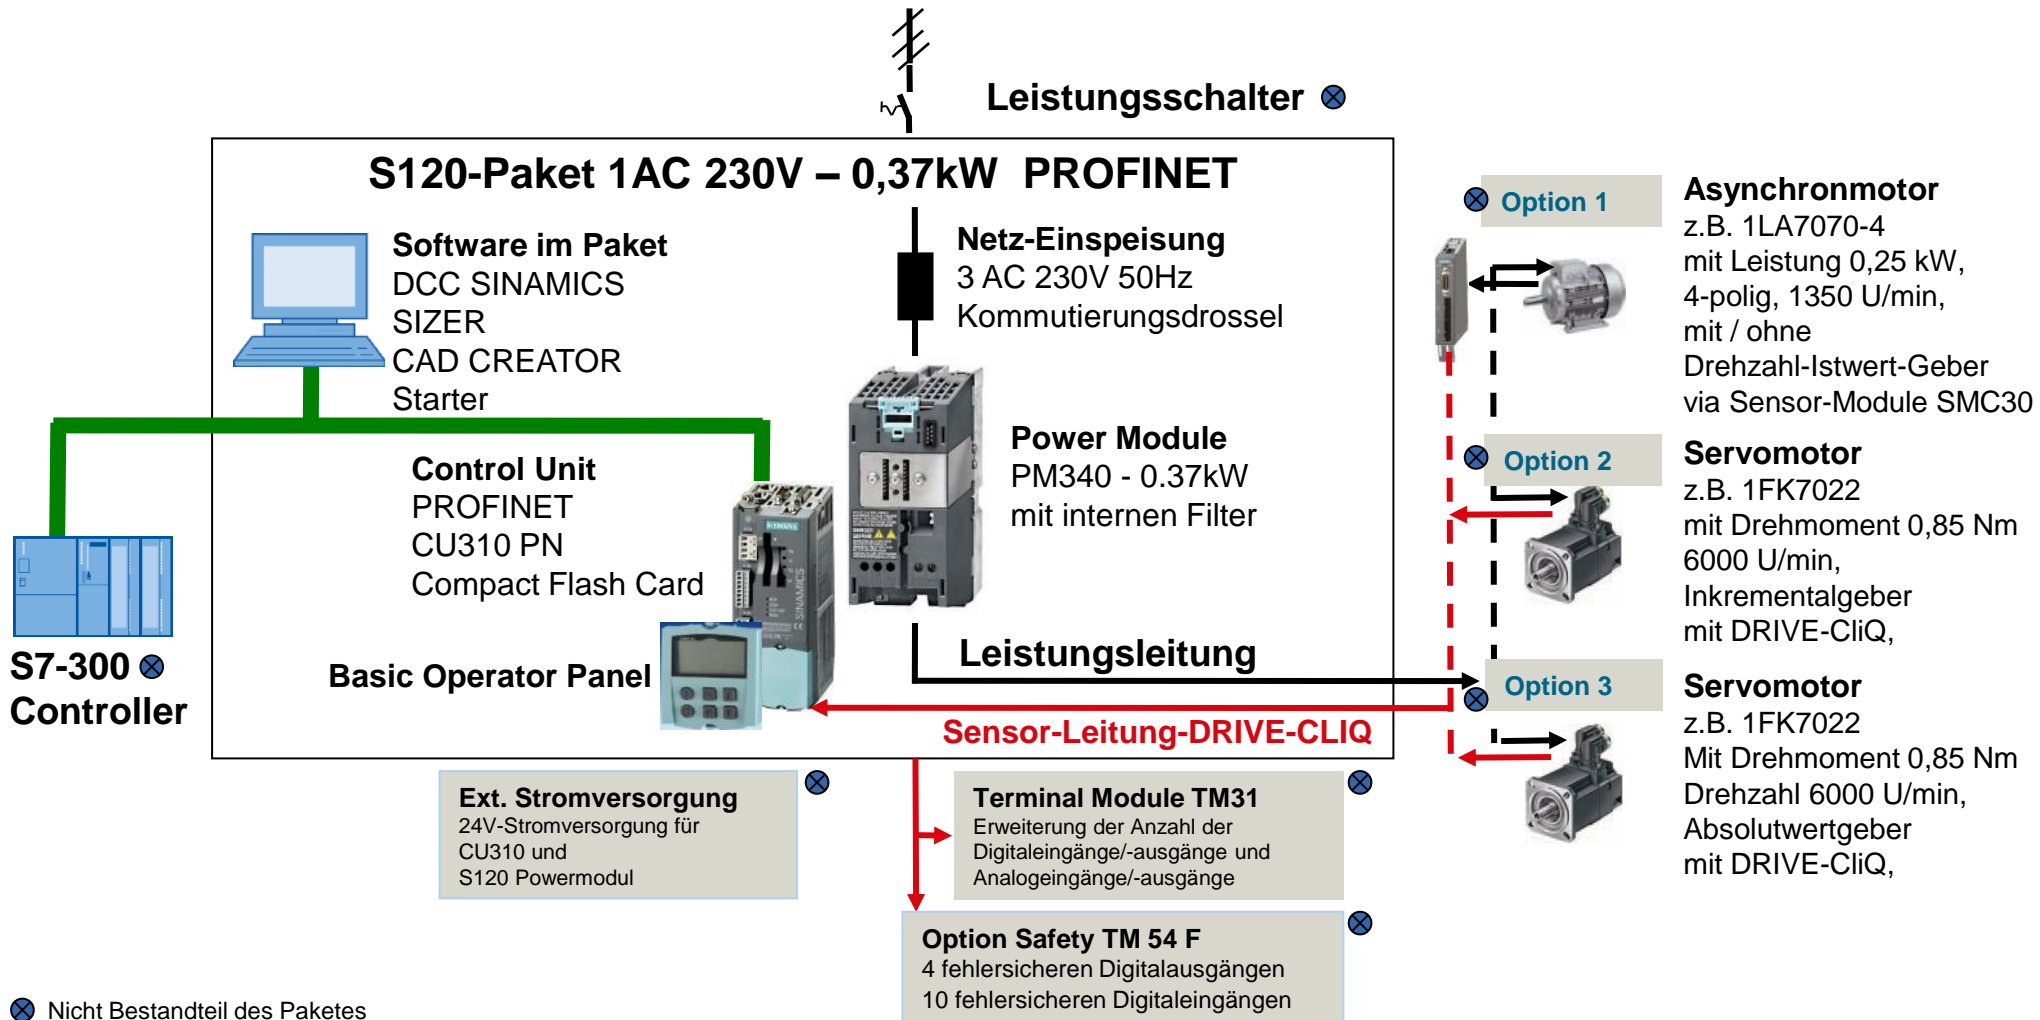 Leistungsschalter
S120-Paket 1AC 230V – 0,37kW PROFINET
Software im Paket
DCC SINAMICS
SIZER
CAD CREATOR
Starter
Netz-Einspeisung
3 AC 230V 50Hz
Kommutierungsdrossel
Control Unit
PROFINET
CU310 PN
Compact Flash Card
Power Module
PM340 - 0.37kW
mit internen Filter
SIEMENS
SINAMICS
Basic Operator Panel
Leistungsleitung
Sensor-Leitung-DRIVE-CLIQ
S7-300
Controller
Option 1
Asynchronmotor
z.B. 1LA7070-4
mit Leistung 0,25 kW,
4-polig, 1350 U/min,
mit / ohne
Drehzahl-Istwert-Geber
via Sensor-Module SMC30
Option 2
Servomotor
z.B. 1FK7022
mit Drehmoment 0,85 Nm
6000 U/min,
Inkrementalgeber
mit DRIVE-CliQ,
Option 3
Servomotor
z.B. 1FK7022
Mit Drehmoment 0,85 Nm
Drehzahl 6000 U/min,
Absolutwertgeber
mit DRIVE-CliQ,
Ext. Stromversorgung
24V-Stromversorgung für
CU310 und
S120 Powermodul
Terminal Module TM31
Erweiterung der Anzahl der
Digitaleingänge/-ausgänge und
Analogeingänge/-ausgänge
Option Safety TM 54 F
4 fehlersicheren Digitalausgängen
10 fehlersicheren Digitaleingängen
Nicht Bestandteil des Paketes